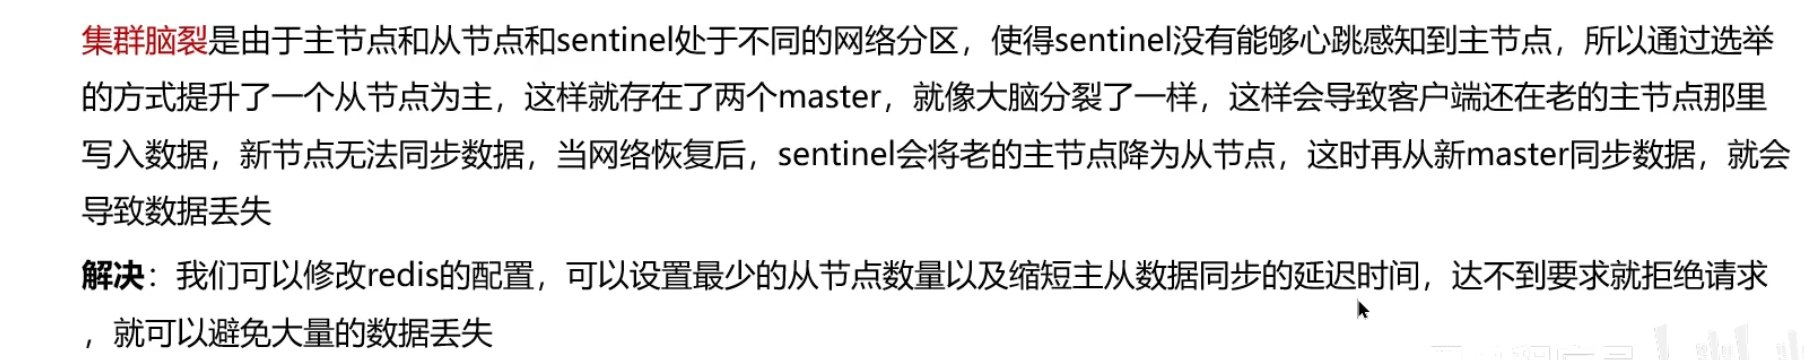 集群脑裂是由于主节点和从节点和sentinel处于不同的网络分区，使得sentinel没有能够心跳感知到主节点，所以通过选举
的方式提升了一个从节点为主，这样就存在了两个master，就像大脑分裂了一样，这样会导致客户端还在老的主节点那里
写入数据，新节点无法同步数据，当网络恢复后，sentinel会将老的主节点降为从节点，这时再从新master同步数据，就会
导致数据丢失
解决：我们可以修改redis的配置，可以设置最少的从节点数量以及缩短主从数据同步的延迟时间，达不到要求就拒绝请求
，就可以避免大量的数据丢失